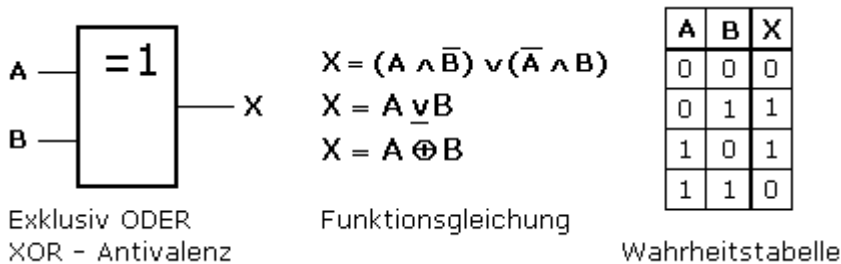 A
B
=1
X
Exklusiv ODER
XOR - Antivalenz
X = (A ∧ B̅) ∨ (A̅ ∧ B)
X = A ⊻ B
X = A ⊕ B
Funktionsgleichung
A B X
0 0 0
0 1 1
1 0 1
1 1 0
Wahrheitstabelle